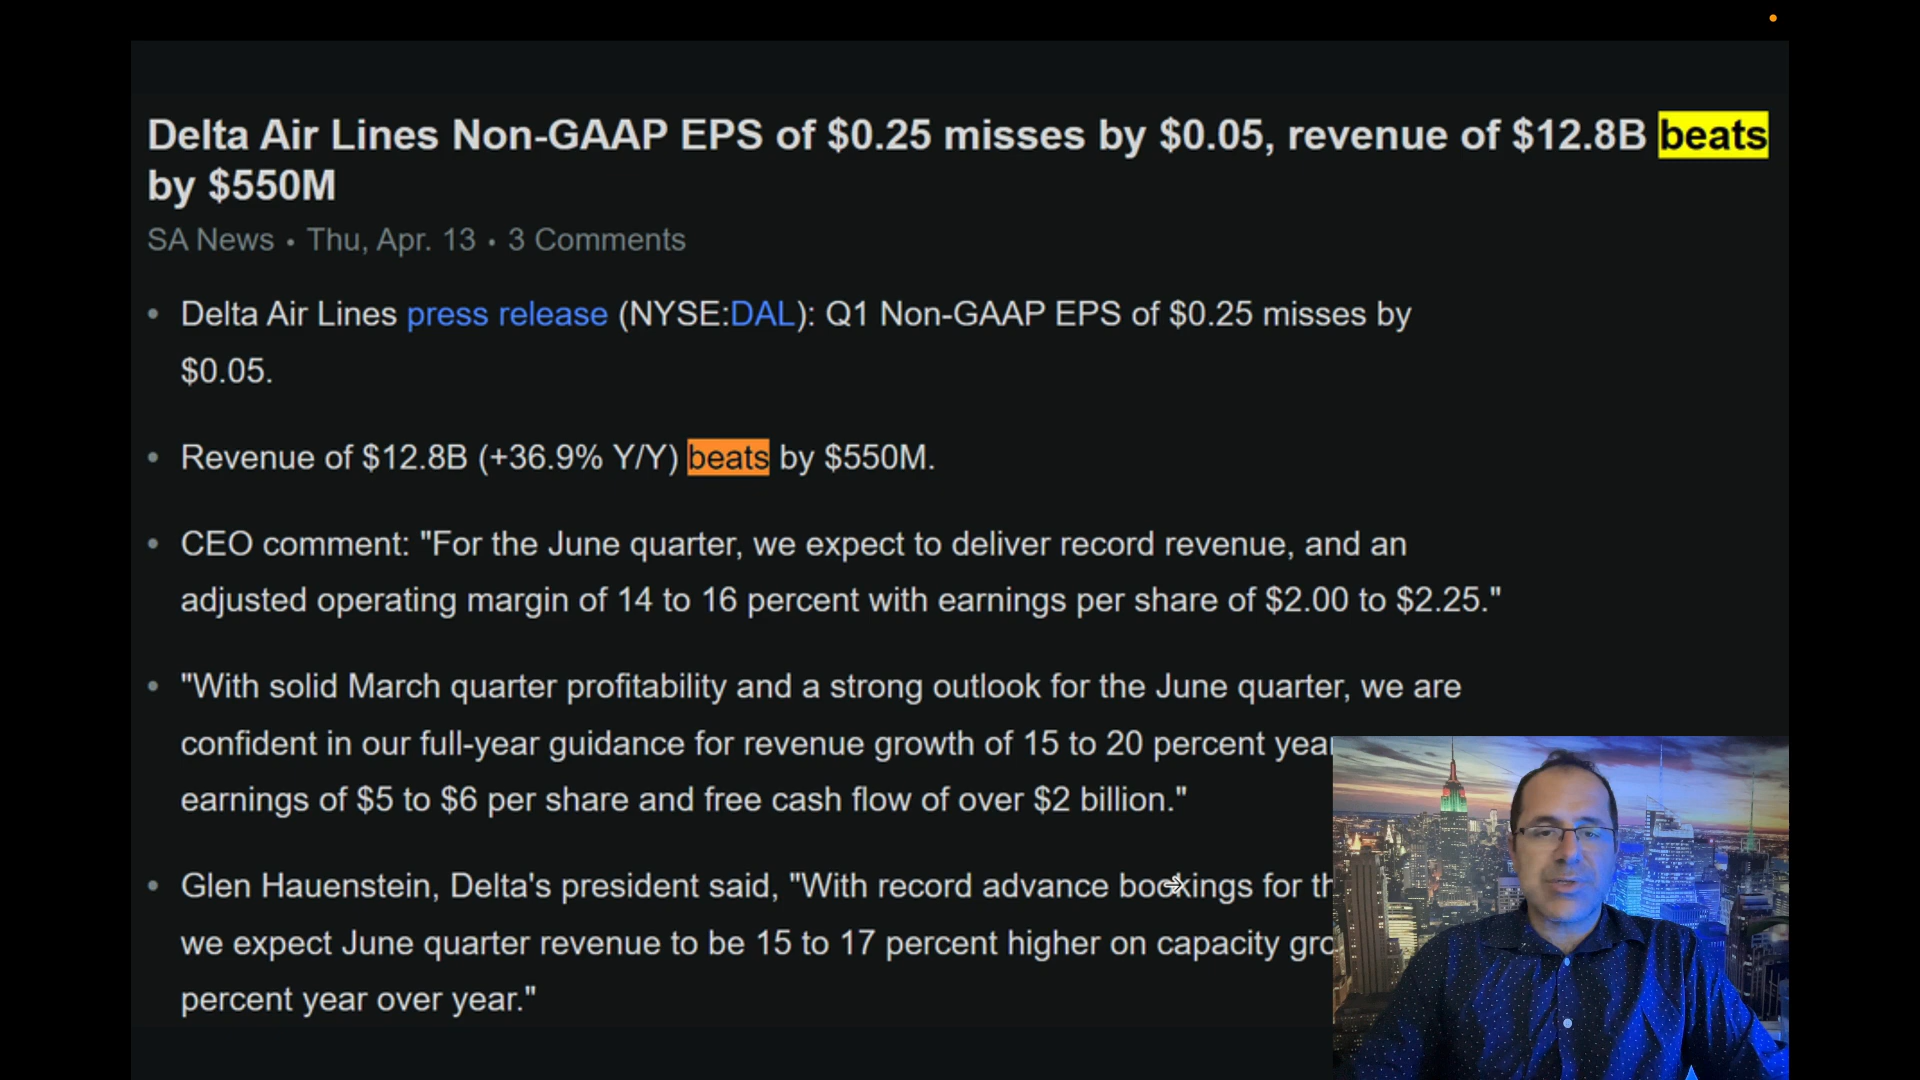 Delta Air Lines Non-GAAP EPS of $0.25 misses by $0.05, revenue of $12.8B beats
by $550M
SA News • Thu, Apr. 13 • 3 Comments
• Delta Air Lines press release (NYSE:DAL): Q1 Non-GAAP EPS of $0.25 misses by
$0.05.
• Revenue of $12.8B (+36.9% Y/Y) beats by $550M.
• CEO comment: "For the June quarter, we expect to deliver record revenue, and an
adjusted operating margin of 14 to 16 percent with earnings per share of $2.00 to $2.25."
• "With solid March quarter profitability and a strong outlook for the June quarter, we are
confident in our full-year guidance for revenue growth of 15 to 20 percent
earnings of $5 to $6 per share and free cash flow of over $2 billion."
• Glen Hauenstein, Delta's president said, "With record advance bookings for
we expect June quarter revenue to be 15 to 17 percent higher on capacity
percent year over year."